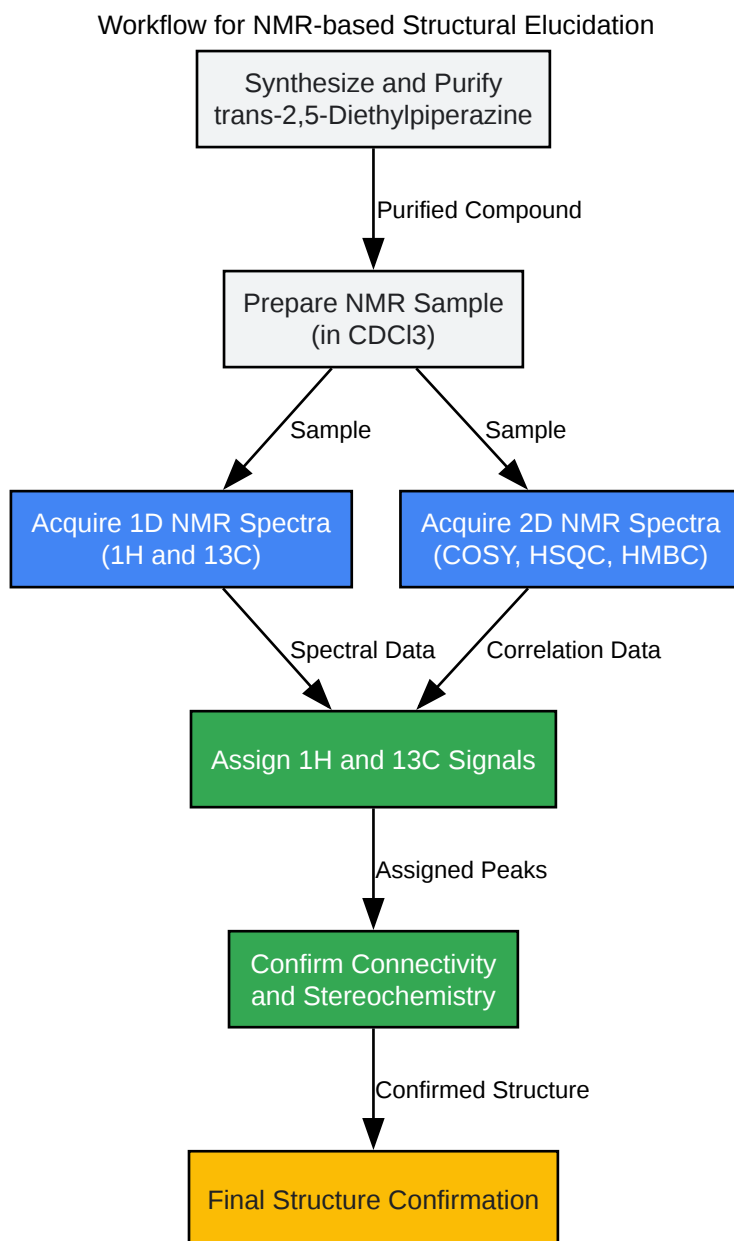 Workflow for NMR-based Structural Elucidation
Synthesize and Purify
trans-2,5-Diethylpiperazine
Purified Compound
Prepare NMR Sample
(in CDCl3)
Sample
Sample
Acquire 1D NMR Spectra
(1H and 13C)
Acquire 2D NMR Spectra
(COSY, HSQC, HMBC)
Spectral Data
Correlation Data
Assign 1H and 13C Signals
Assigned Peaks
Confirm Connectivity
and Stereochemistry
Confirmed Structure
Final Structure Confirmation